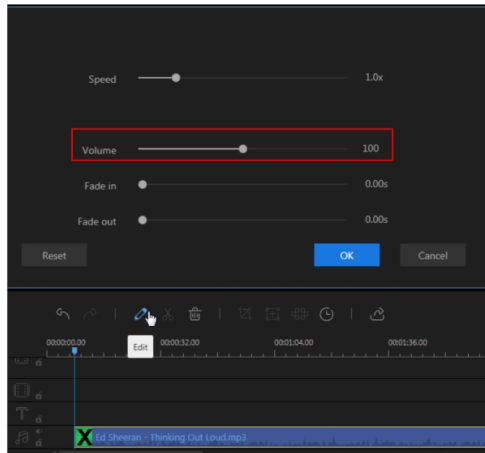 Speed 1.0x
Volume 100
Fade in 0.00s
Fade out 0.00s
Reset OK Cancel
00:00:00.00 00:00:32.00 00:01:04.00 00:01:36.00
Edit
T
Ed Sheeran - Thinking Out Loud.mp3